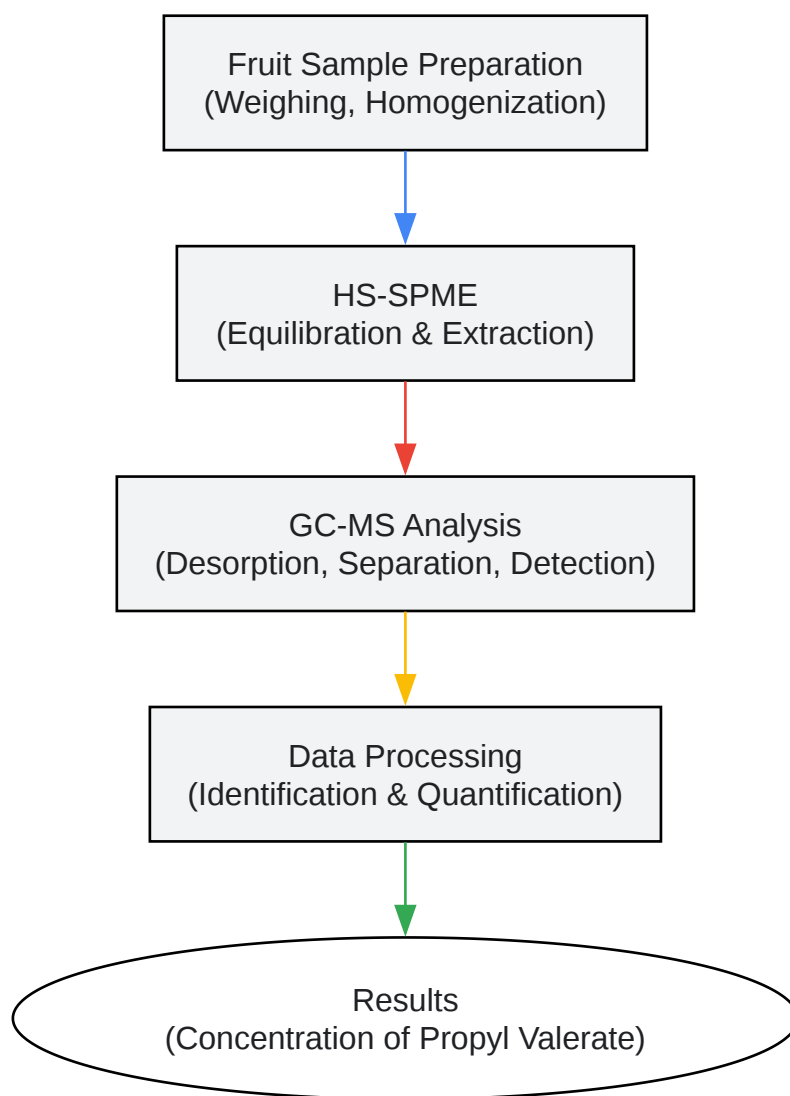 Fruit Sample Preparation
(Weighing, Homogenization)
HS-SPME
(Equilibration & Extraction)
GC-MS Analysis
(Desorption, Separation, Detection)
Data Processing
(Identification & Quantification)
Results
(Concentration of Propyl Valerate)